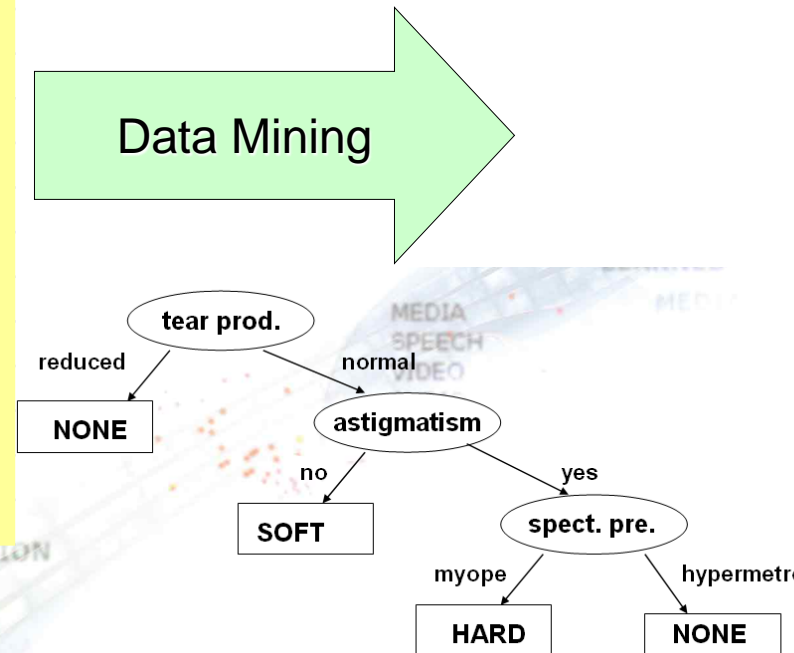 Data Mining
MEDIA
SPEECH
VIDEO
tear prod.
reduced
normal
NONE
astigmatism
no
yes
SOFT
spect. pre.
myope
hypermetro
HARD
NONE